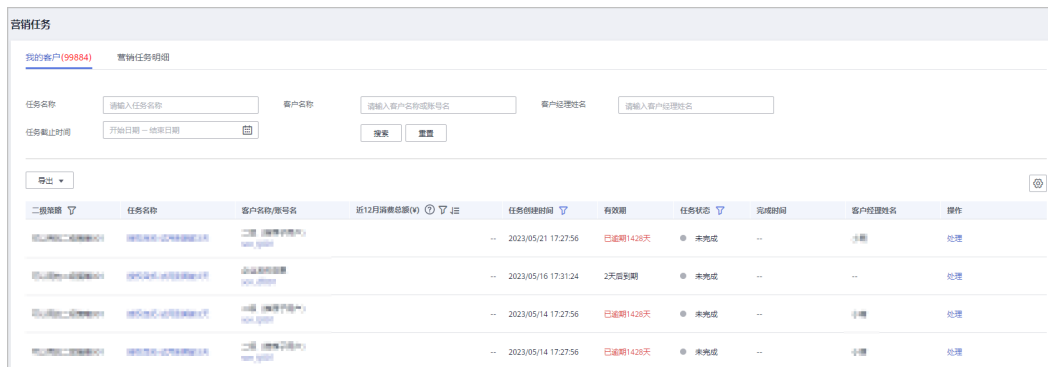 营销任务
我的客户(99884) 营销任务明细
任务名称 请输入任务名称 客户名称 请输入客户名称或账号名 客户经理姓名 请输入客户经理姓名
任务截止时间 开始日期 – 结束日期 搜索 重置
导出
二级策略 任务名称 客户名称/账号名 近12月消费总额(¥) 任务创建时间 有效期 任务状态 完成时间 客户经理姓名 操作
-- 2023/05/21 17:27:56 已逾期1428天 未完成 -- 处理
-- 2023/05/16 17:31:24 2天后到期 未完成 -- -- 处理
-- 2023/05/14 17:27:56 已逾期1428天 未完成 -- 处理
-- 2023/05/14 17:27:56 已逾期1428天 未完成 -- 处理